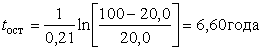 t_ост = 1/0,21 ln[(100 − 20,0)/20,0] = 6,60 года